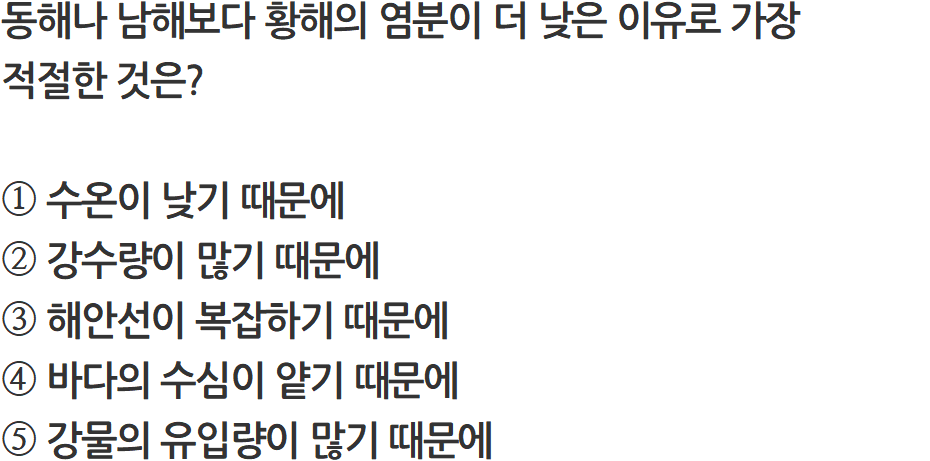 동해나 남해보다 황해의 염분이 더 낮은 이유로 가장
적절한 것은?
① 수온이 낮기 때문에
② 강수량이 많기 때문에
③ 해안선이 복잡하기 때문에
④ 바다의 수심이 얕기 때문에
⑤ 강물의 유입량이 많기 때문에